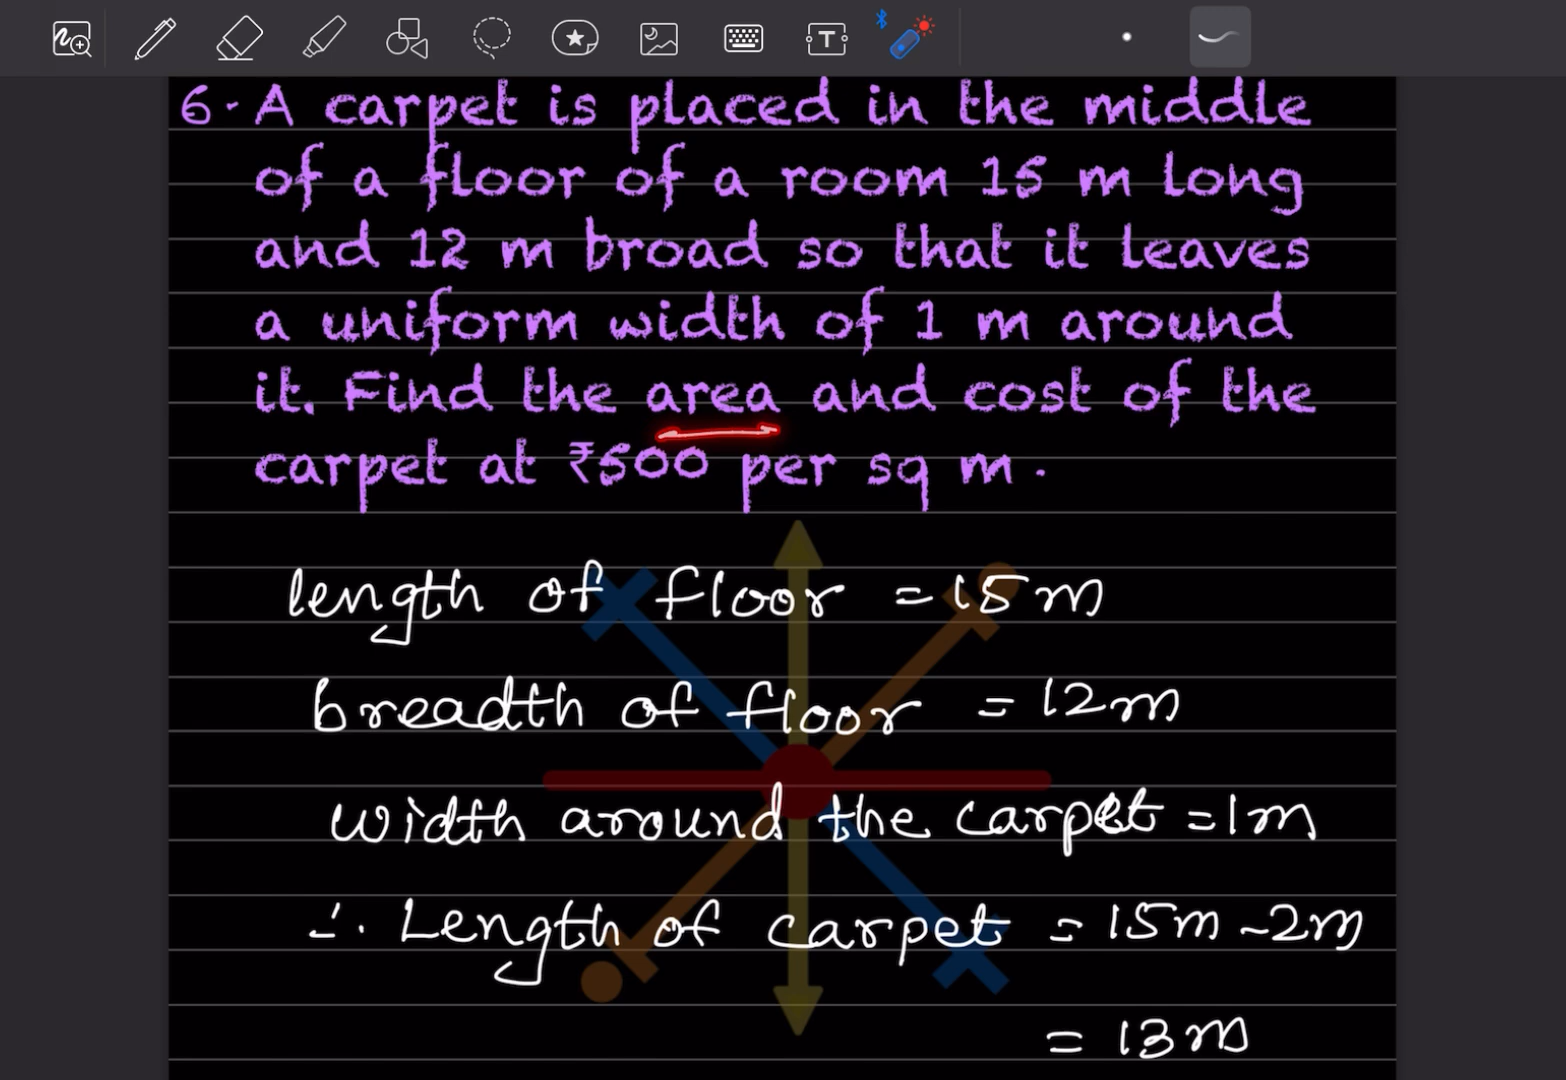 6. A carpet is placed in the middle
of a floor of a room 15 m long
and 12 m broad so that it leaves
a uniform width of 1 m around
it. Find the area and cost of the
carpet at ₹500 per sq m.
length of floor = 15m
breadth of floor = 12m
width around the carpet = 1m
∴ Length of carpet = 15m - 2m
= 13m